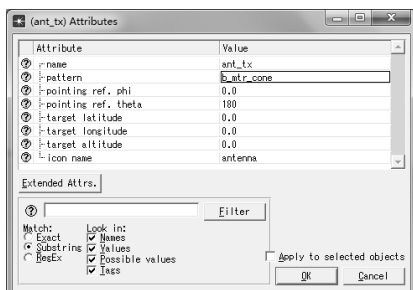 (ant_tx) Attributes
Attribute Value
name ant_tx
pattern b_mtr_cone
pointing ref. phi 0.0
pointing ref. theta 180
target latitude 0.0
target longitude 0.0
target altitude 0.0
icon name antenna
Extended Attrs.
Filter
Match: Look in:
Exact Names
Substring Values
RegEx Possible values
Tags
Apply to selected objects
OK Cancel